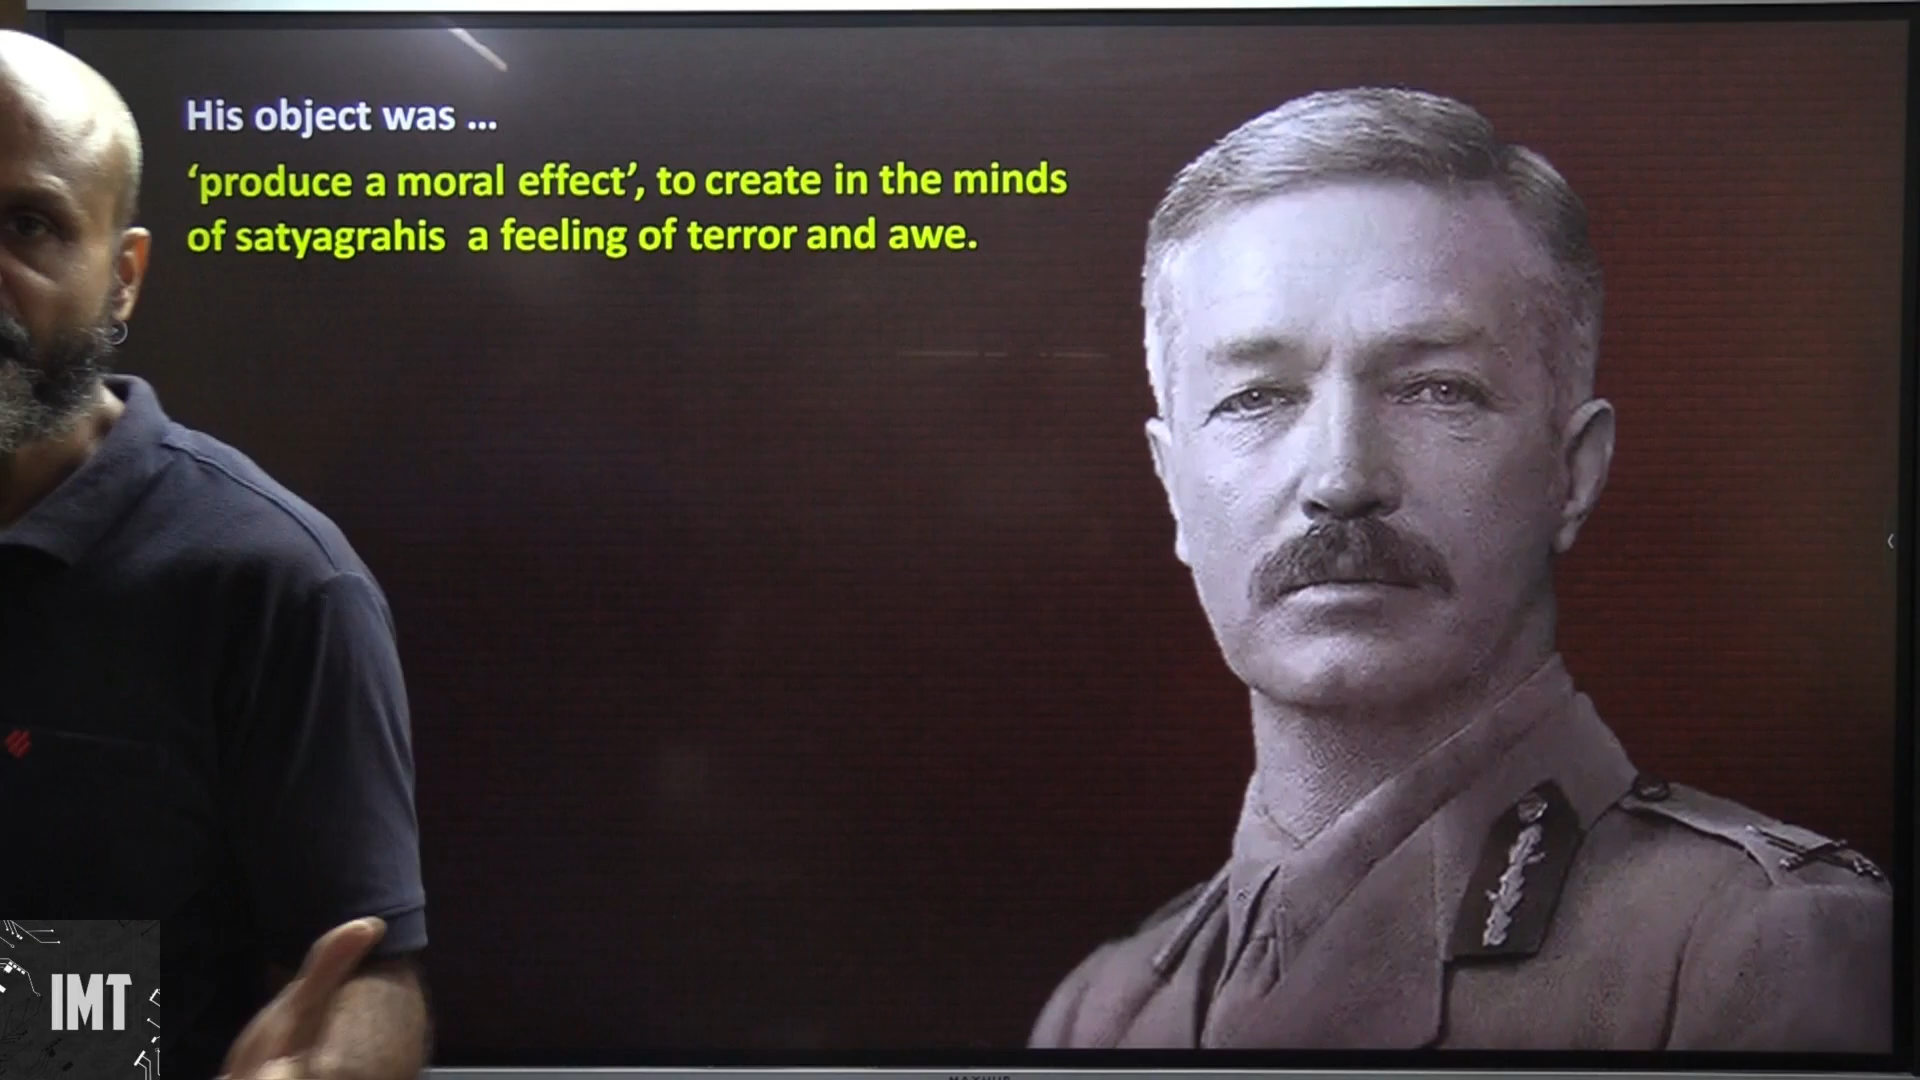 His object was ...
‘produce a moral effect’, to create in the minds
of satyagrahis a feeling of terror and awe.
IMT